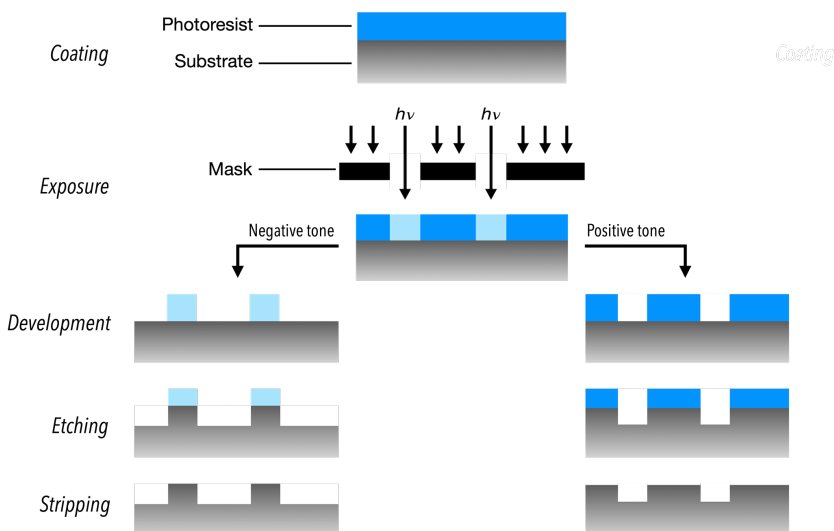 Photoresist
Coating
Coating
Substrate
hν
hν
Mask
Exposure
Negative tone
Positive tone
Development
Etching
Stripping